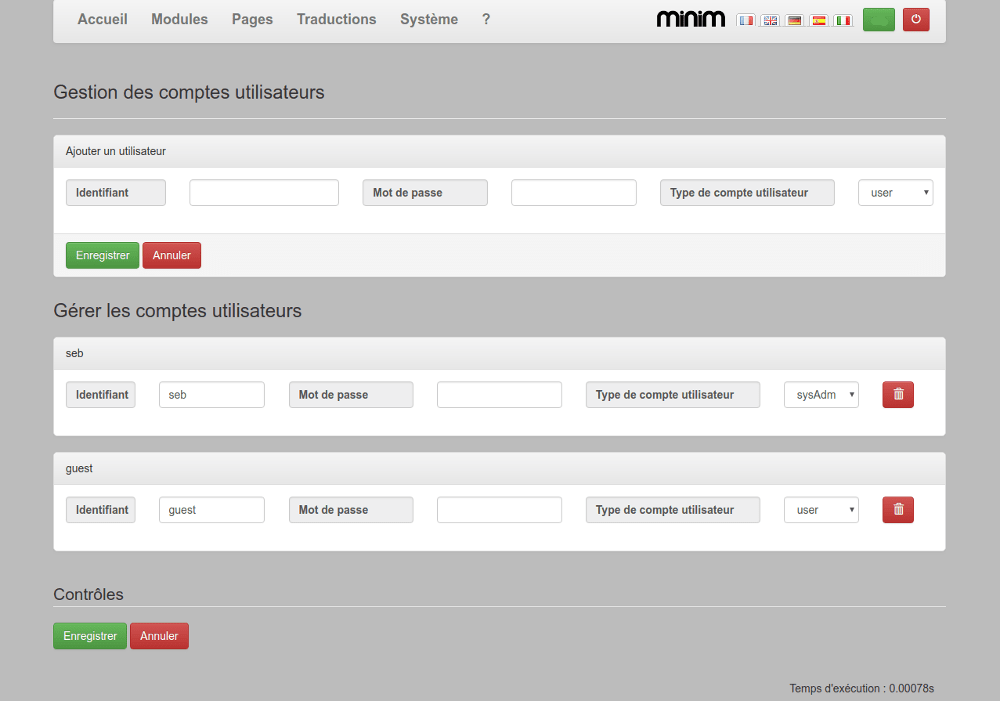 Accueil Modules Pages Traductions Système ? minim
Gestion des comptes utilisateurs
Ajouter un utilisateur
Identifiant Mot de passe Type de compte utilisateur user
Enregistrer Annuler
Gérer les comptes utilisateurs
seb
Identifiant seb Mot de passe Type de compte utilisateur sysAdm
guest
Identifiant guest Mot de passe Type de compte utilisateur user
Contrôles
Enregistrer Annuler
Temps d'exécution : 0.00078s